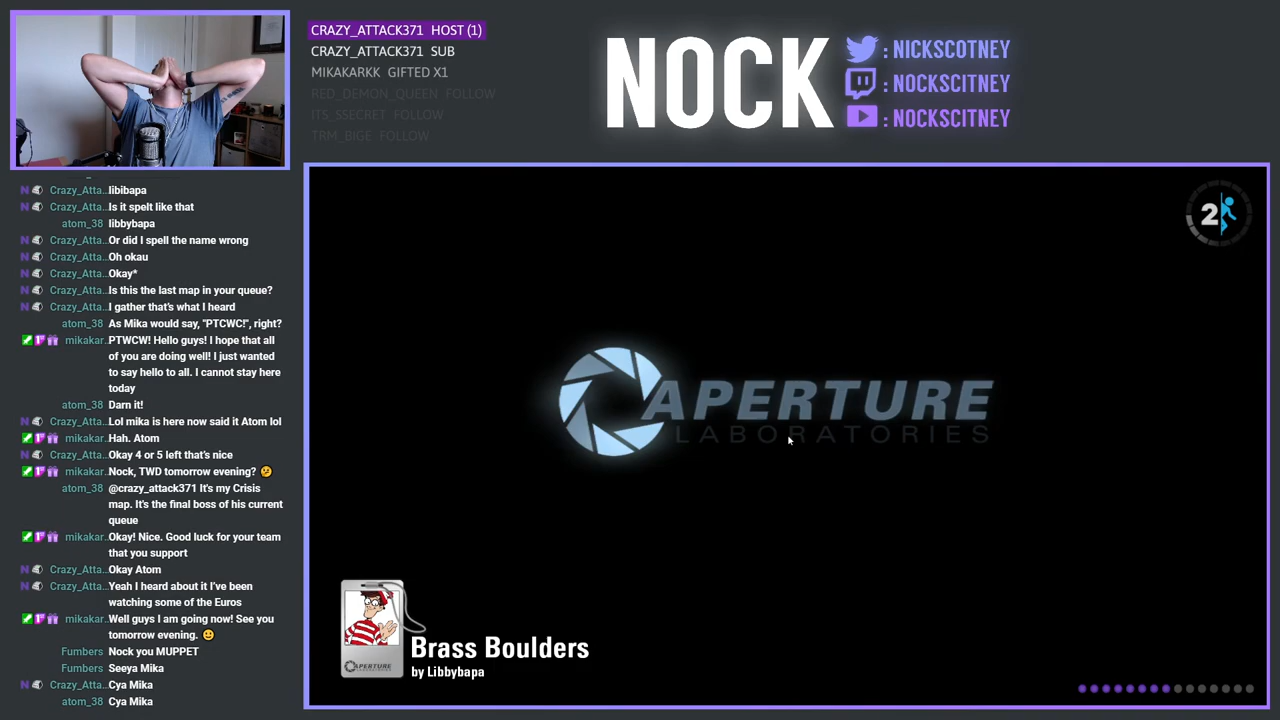 CRAZY_ATTACK371 HOST (1)
CRAZY_ATTACK371 SUB
MIKAKARKK GIFTED X1
RED_DEMON_QUEEN FOLLOW
ITS_SSECRET FOLLOW
TRM_BIGE FOLLOW
NOCK
: NICKSCOTNEY
: NOCKSCITNEY
: NOCKSCITNEY
N Crazy_Atta.. libibapa
N Crazy_Atta.. Is it spelt like that
atom_38 libbybapa
N Crazy_Atta.. Or did I spell the name wrong
N Crazy_Atta.. Oh okau
N Crazy_Atta.. Okay*
N Crazy_Atta.. Is this the last map in your queue?
N Crazy_Atta.. I gather that's what I heard
atom_38 As Mika would say, "PTCWC!", right?
mikakar.. PTWCW! Hello guys! I hope that all
of you are doing well! I just wanted
to say hello to all. I cannot stay here
today
atom_38 Darn it!
N Crazy_Atta.. Lol mika is here now said it Atom lol
mikakar.. Hah. Atom
N Crazy_Atta.. Okay 4 or 5 left that's nice
mikakar.. Nock, TWD tomorrow evening?
atom_38 @crazy_attack371 It's my Crisis
map. It's the final boss of his current
queue
mikakar.. Okay! Nice. Good luck for your team
that you support
N Crazy_Atta.. Okay Atom
N Crazy_Atta.. Yeah I heard about it I've been
watching some of the Euros
mikakar.. Well guys I am going now! See you
tomorrow evening.
Fumbers Nock you MUPPET
Fumbers Seeya Mika
N Crazy_Atta.. Cya Mika
atom_38 Cya Mika
2
APERTURE
LABORATORIES
APERTURE
Brass Boulders
by Libbybapa